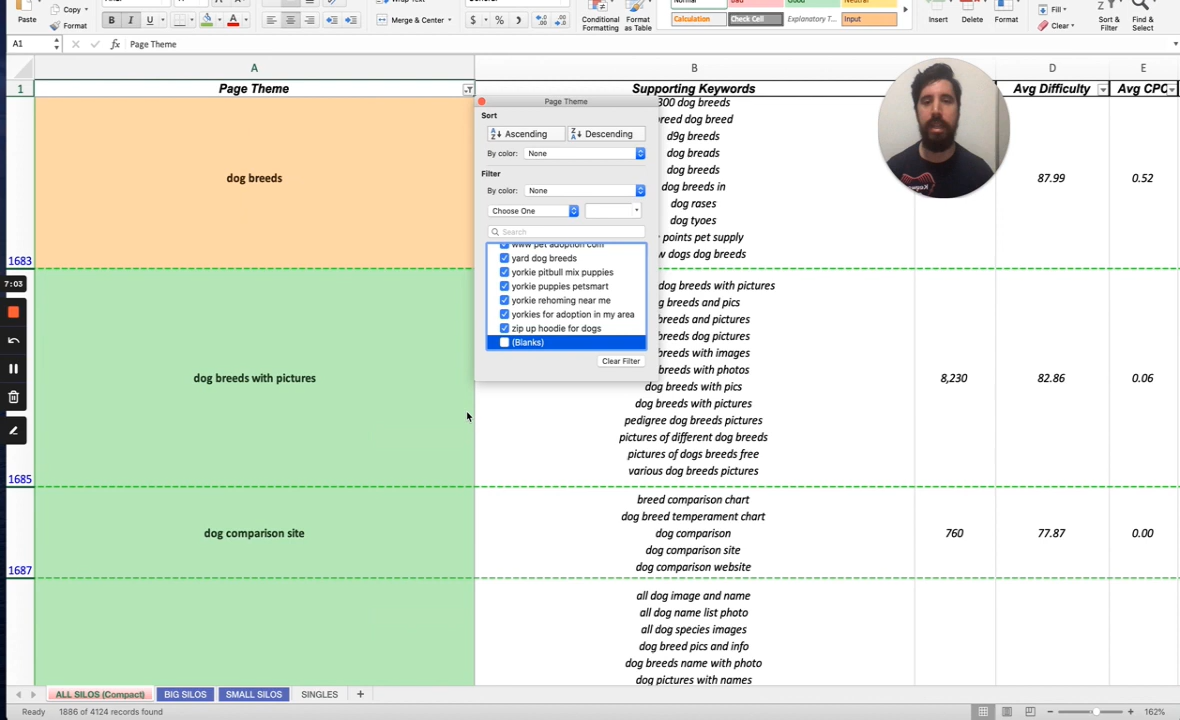 Paste
Copy
Format
B I U
A
Merge & Center
$ % )
Conditional Formatting
Format as Table
Calculation
Check Cell
Explanatory T...
Input
Insert
Delete
Format
Fill
Clear
Sort & Filter
Find & Select
A1
fx Page Theme
A B D E
1 Page Theme Supporting Keywords Avg Difficulty Avg CPC
Page Theme
Sort
Ascending Descending
By color: None
Filter
By color: None
Choose One
Search
www pet adoption com
yard dog breeds
yorkie pitbull mix puppies
yorkie puppies petsmart
yorkie rehoming near me
yorkies for adoption in my area
zip up hoodie for dogs
(Blanks)
Clear Filter
300 dog breeds
reed dog breed
d9g breeds
dog breads
dog breeds
dog breeds in
dog rases
dog tyoes
points pet supply
w dogs dog breeds
dog breeds
87.99 0.52
1683
7:03
dog breeds with pictures
g breeds and pics
breeds and pictures
breeds dog pictures
breeds with images
breeds with photos
dog breeds with pics
dog breeds with pictures
pedigree dog breeds pictures
pictures of different dog breeds
pictures of dogs breeds free
various dog breeds pictures
dog breeds with pictures
8,230 82.86 0.06
1685
breed comparison chart
dog breed temperament chart
dog comparison
dog comparison site
dog comparison website
dog comparison site
760 77.87 0.00
1687
all dog image and name
all dog name list photo
all dog species images
dog breed pics and info
dog breeds name with photo
dog pictures with names
ALL SILOS (Compact) BIG SILOS SMALL SILOS SINGLES +
Ready 1886 of 4124 records found
162%